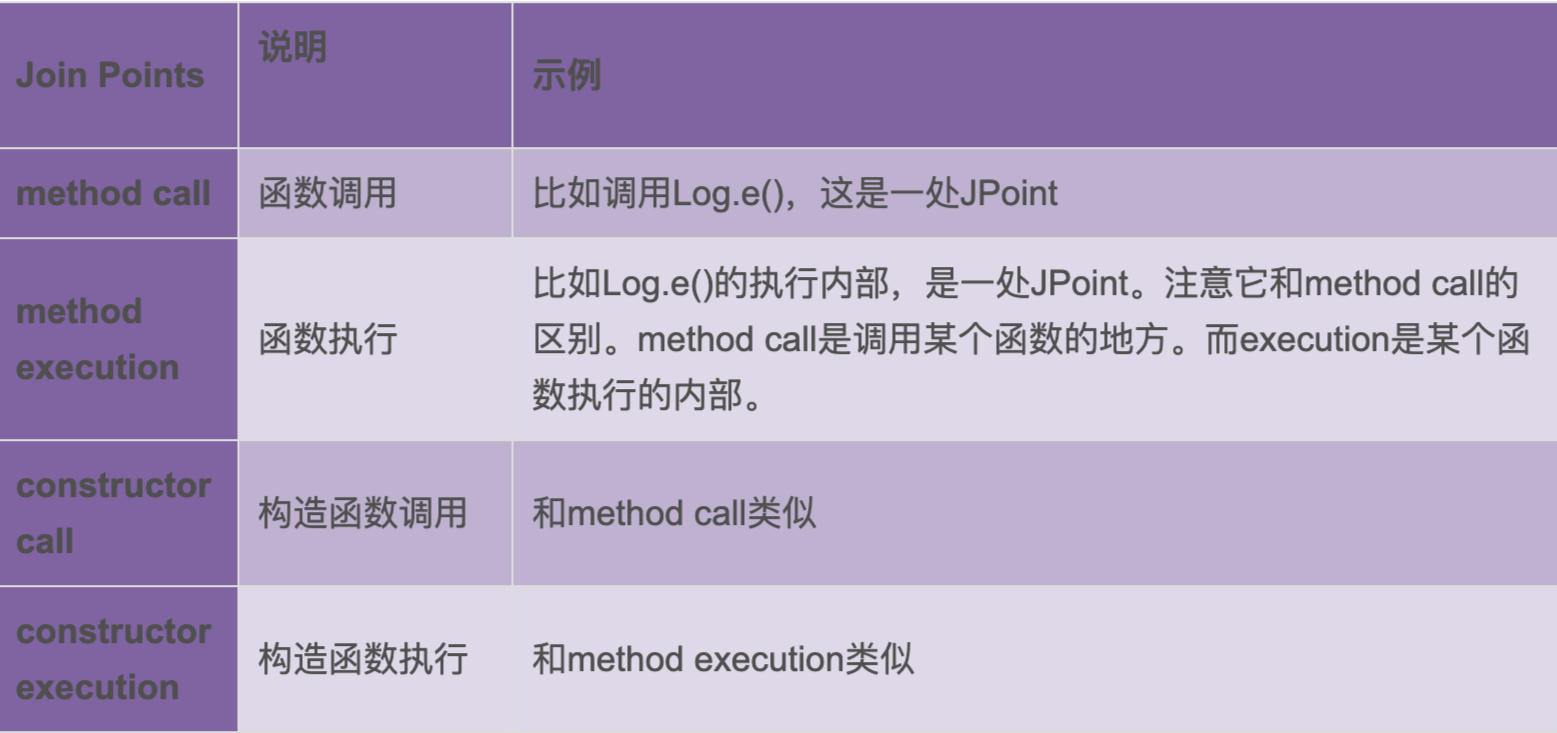 Join Points
说明
示例
method call
函数调用
比如调用Log.e()，这是一处JPoint
method
execution
函数执行
比如Log.e()的执行内部，是一处JPoint。注意它和method call的
区别。method call是调用某个函数的地方。而execution是某个函
数执行的内部。
constructor
call
构造函数调用
和method call类似
constructor
execution
构造函数执行
和method execution类似